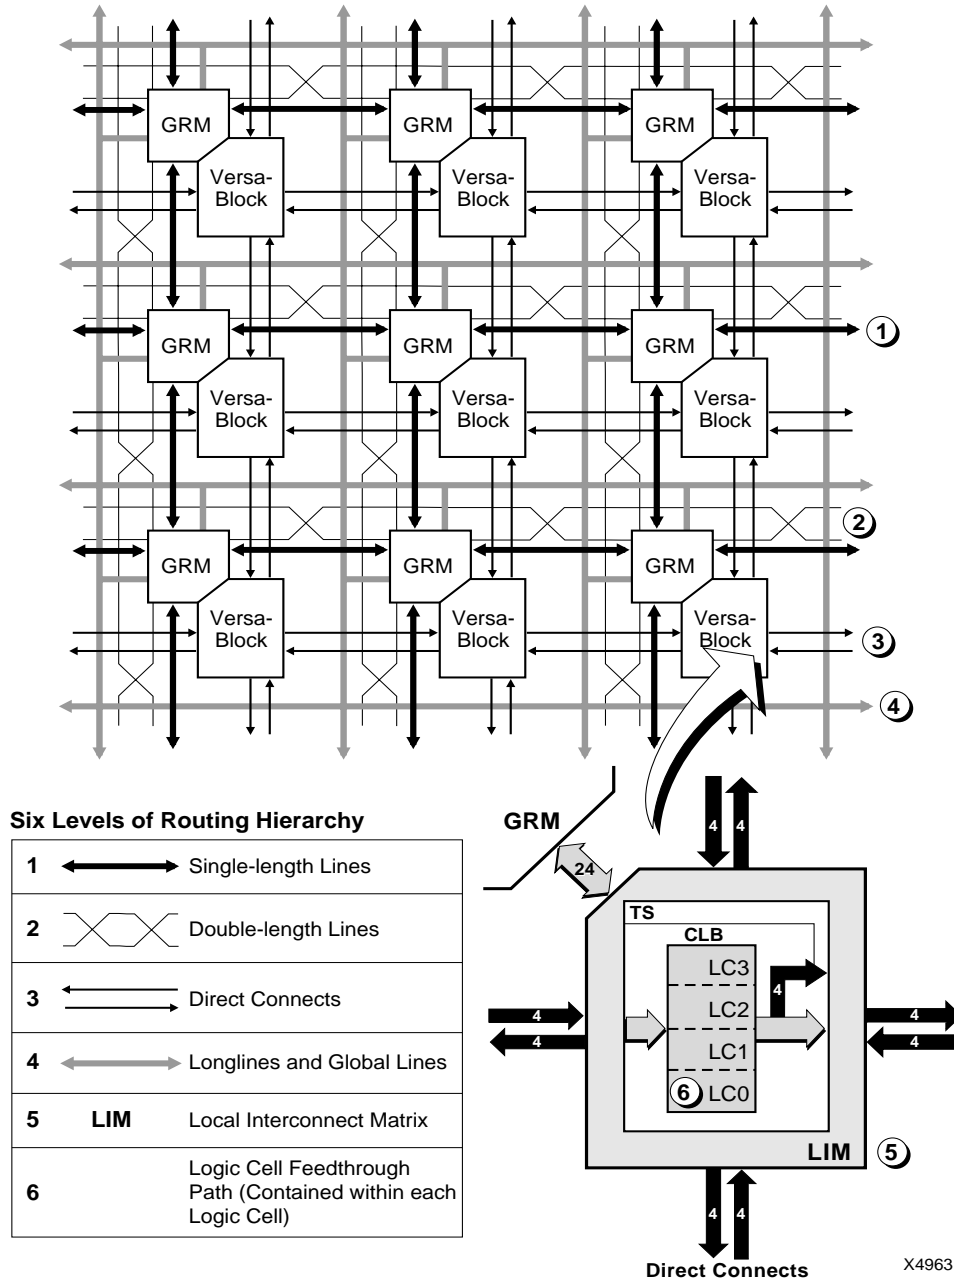 GRM
GRM
GRM
Versa-
Block
Versa-
Block
Versa-
Block
GRM
GRM
GRM
1
Versa-
Block
Versa-
Block
Versa-
Block
2
GRM
GRM
GRM
Versa-
Block
Versa-
Block
Versa-
Block
3
4
Six Levels of Routing Hierarchy
1 Single-length Lines
2 Double-length Lines
3 Direct Connects
4 Longlines and Global Lines
5 LIM Local Interconnect Matrix
6 Logic Cell Feedthrough
Path (Contained within each
Logic Cell)
GRM
24
4 4
TS
CLB
LC3
4
LC2
LC1
6 LC0
4
4
4
4
LIM
5
4 4
Direct Connects
X4963